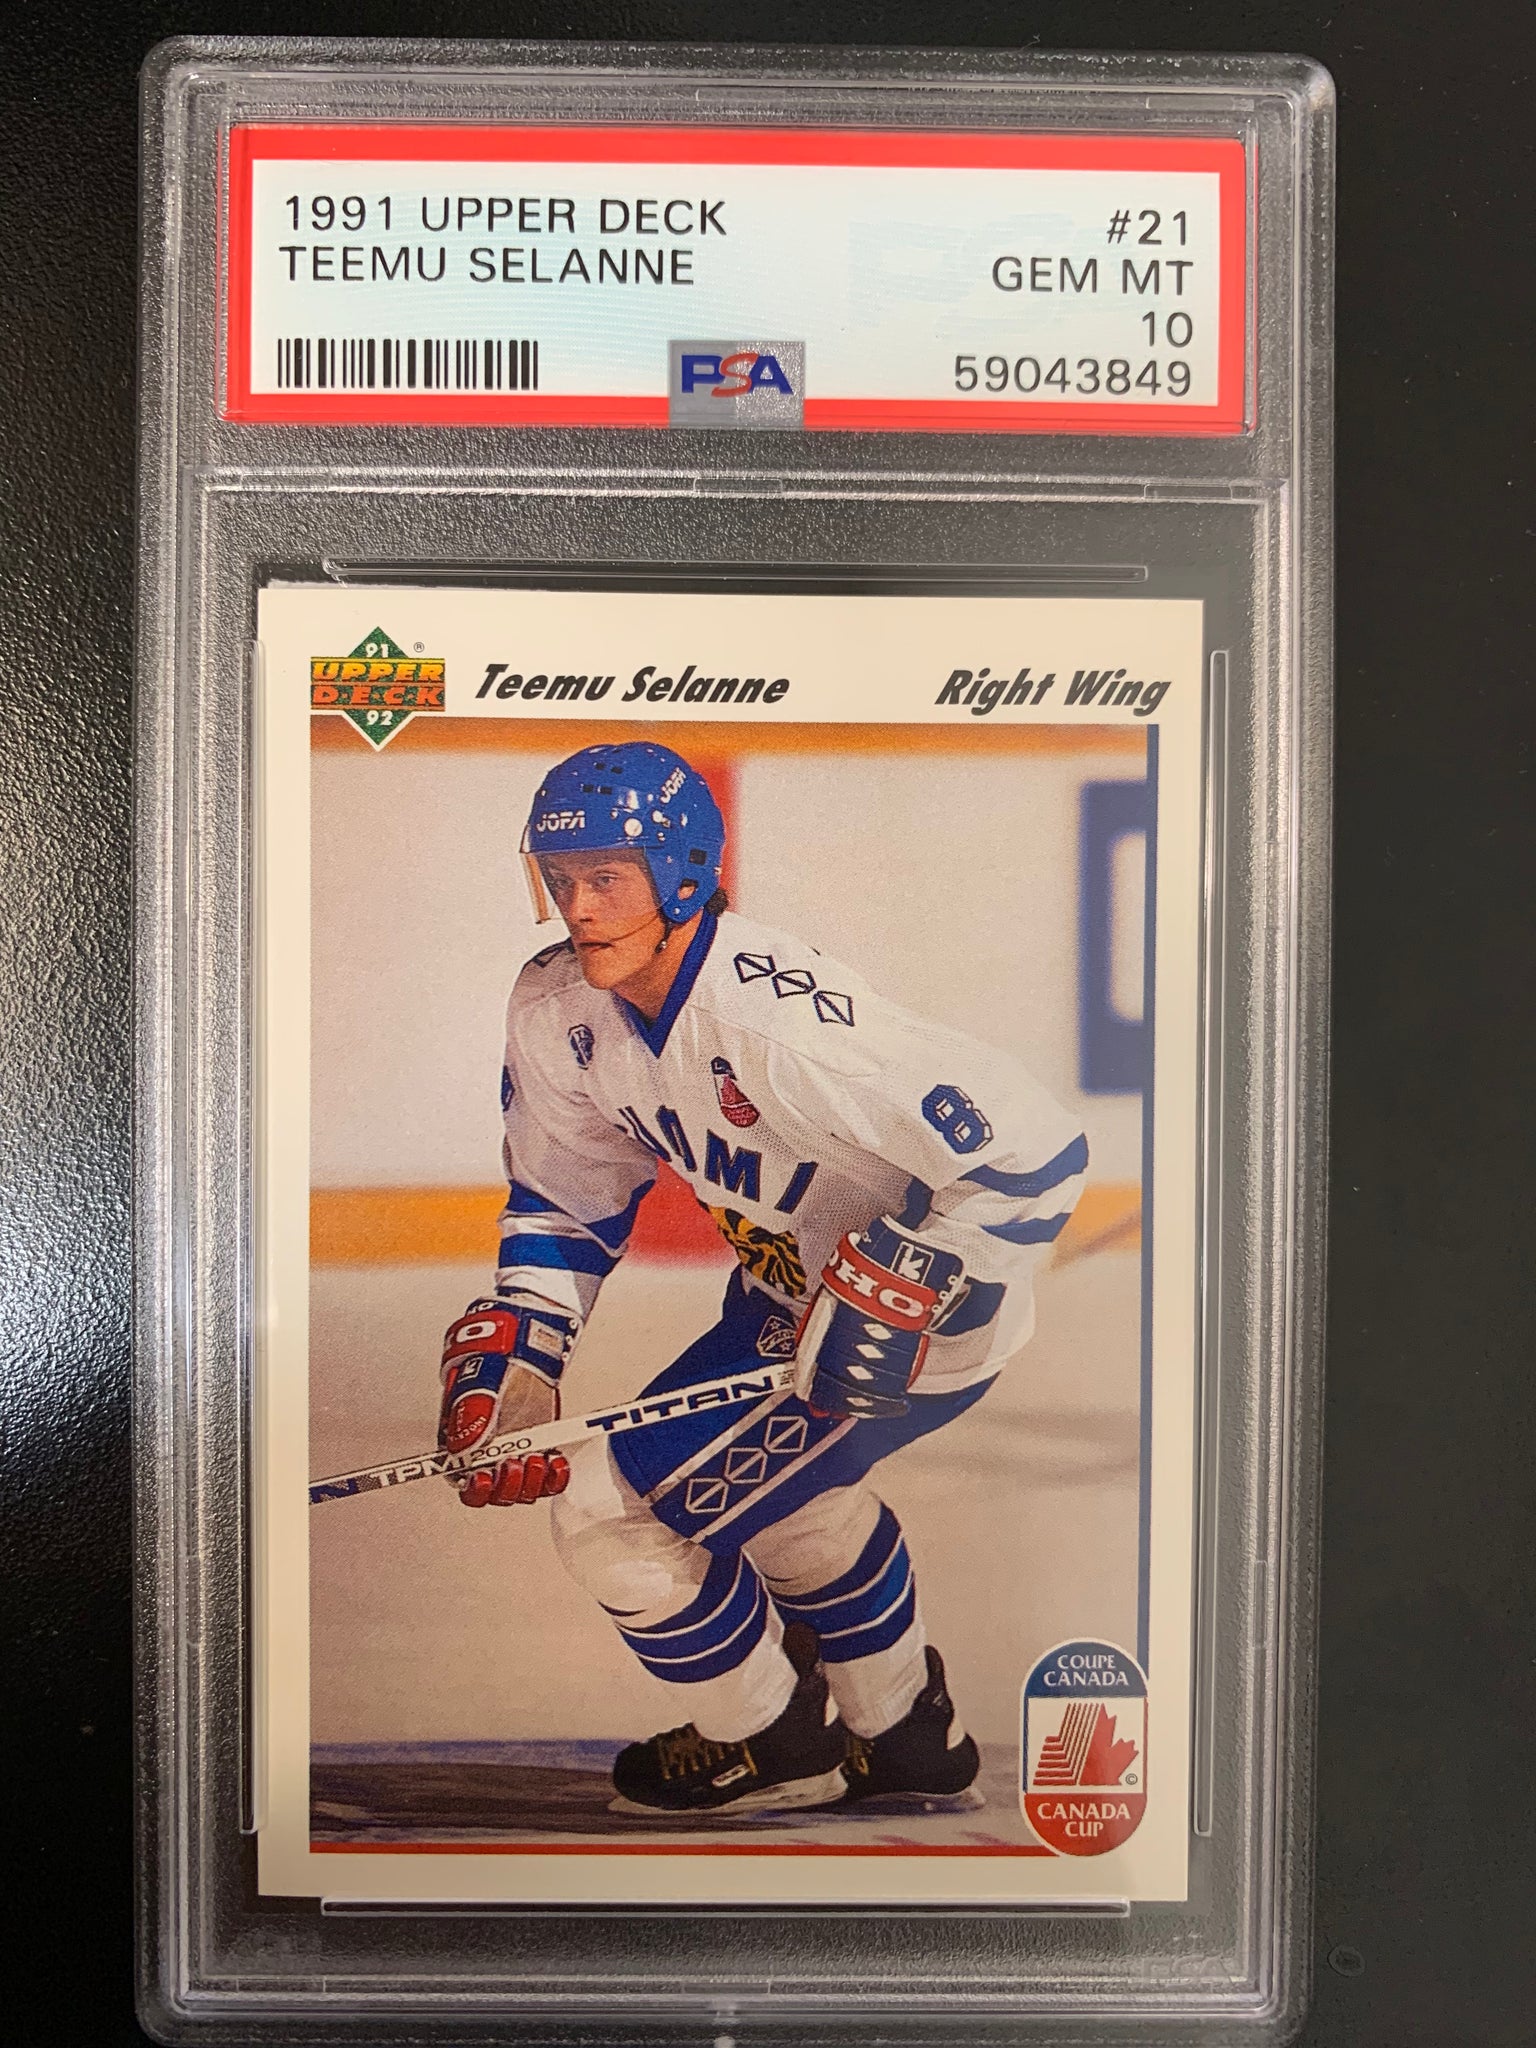 1991 UPPER DECK #21
TEEMU SELANNE GEM MT
10
PSA 59043849
91 ®
UPPER
D·E·C·K
92
Teemu Selanne Right Wing
JOFA JOFA
8
SUOMI
OHO
O
TITAN
N TPM 2020
COUPE
CANADA
©
CANADA
CUP